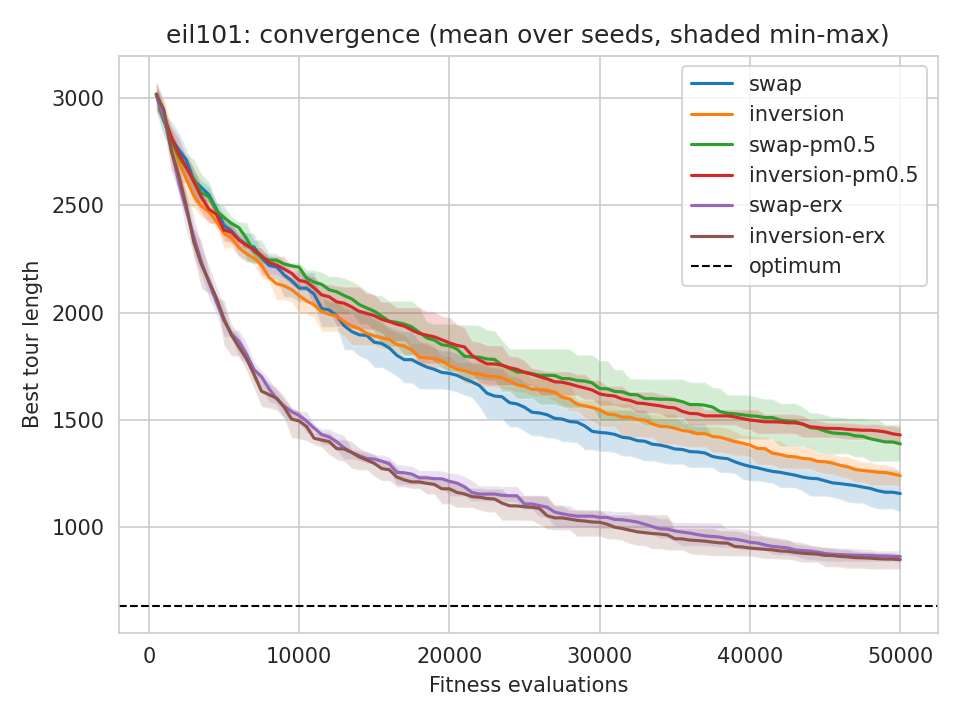 eil101: convergence (mean over seeds, shaded min-max)
swap
inversion
swap-pm0.5
inversion-pm0.5
swap-erx
inversion-erx
optimum
Best tour length
3000
2500
2000
1500
1000
0
10000
20000
30000
40000
50000
Fitness evaluations